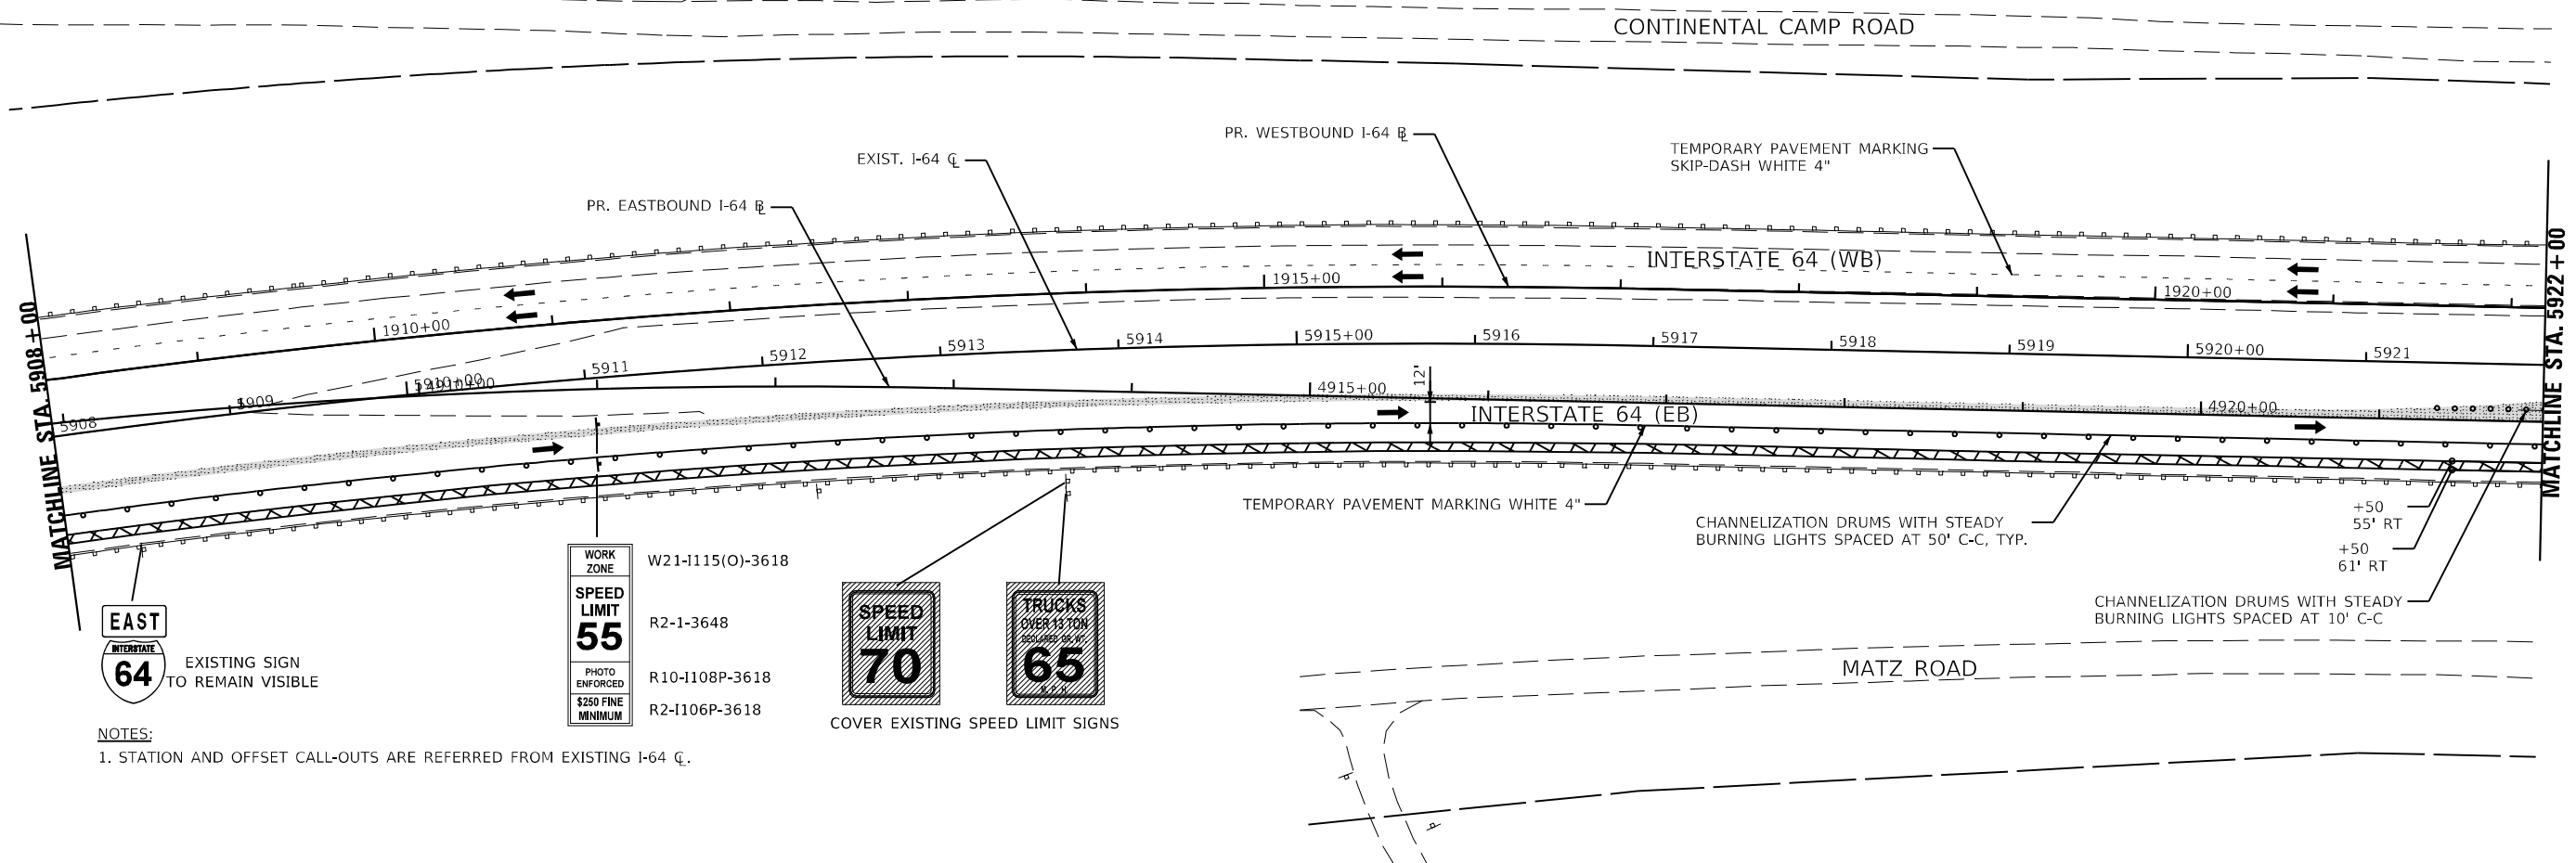 CONTINENTAL CAMP ROAD
PR. WESTBOUND I-64 ⅊
EXIST. I-64 ℄
TEMPORARY PAVEMENT MARKING
SKIP-DASH WHITE 4"
PR. EASTBOUND I-64 ⅊
INTERSTATE 64 (WB)
1910+00
1915+00
1920+00
MATCHLINE STA. 5908+00
MATCHLINE STA. 5922+00
5908
5909
5910+00
5911
5912
5913
5914
5915+00
5916
5917
5918
5919
5920+00
5921
4910+00
4915+00
4920+00
12'
INTERSTATE 64 (EB)
TEMPORARY PAVEMENT MARKING WHITE 4"
CHANNELIZATION DRUMS WITH STEADY
BURNING LIGHTS SPACED AT 50' C-C, TYP.
+50
55' RT
+50
61' RT
CHANNELIZATION DRUMS WITH STEADY
BURNING LIGHTS SPACED AT 10' C-C
EAST
INTERSTATE
64
EXISTING SIGN
TO REMAIN VISIBLE
WORK
ZONE
W21-I115(O)-3618
SPEED
LIMIT
55
R2-1-3648
PHOTO
ENFORCED
R10-I108P-3618
$250 FINE
MINIMUM
R2-I106P-3618
SPEED
LIMIT
70
TRUCKS
OVER 13 TON
DECLARED GR. WT.
65
M.P.H.
COVER EXISTING SPEED LIMIT SIGNS
MATZ ROAD
NOTES:
1. STATION AND OFFSET CALL-OUTS ARE REFERRED FROM EXISTING I-64 ℄.